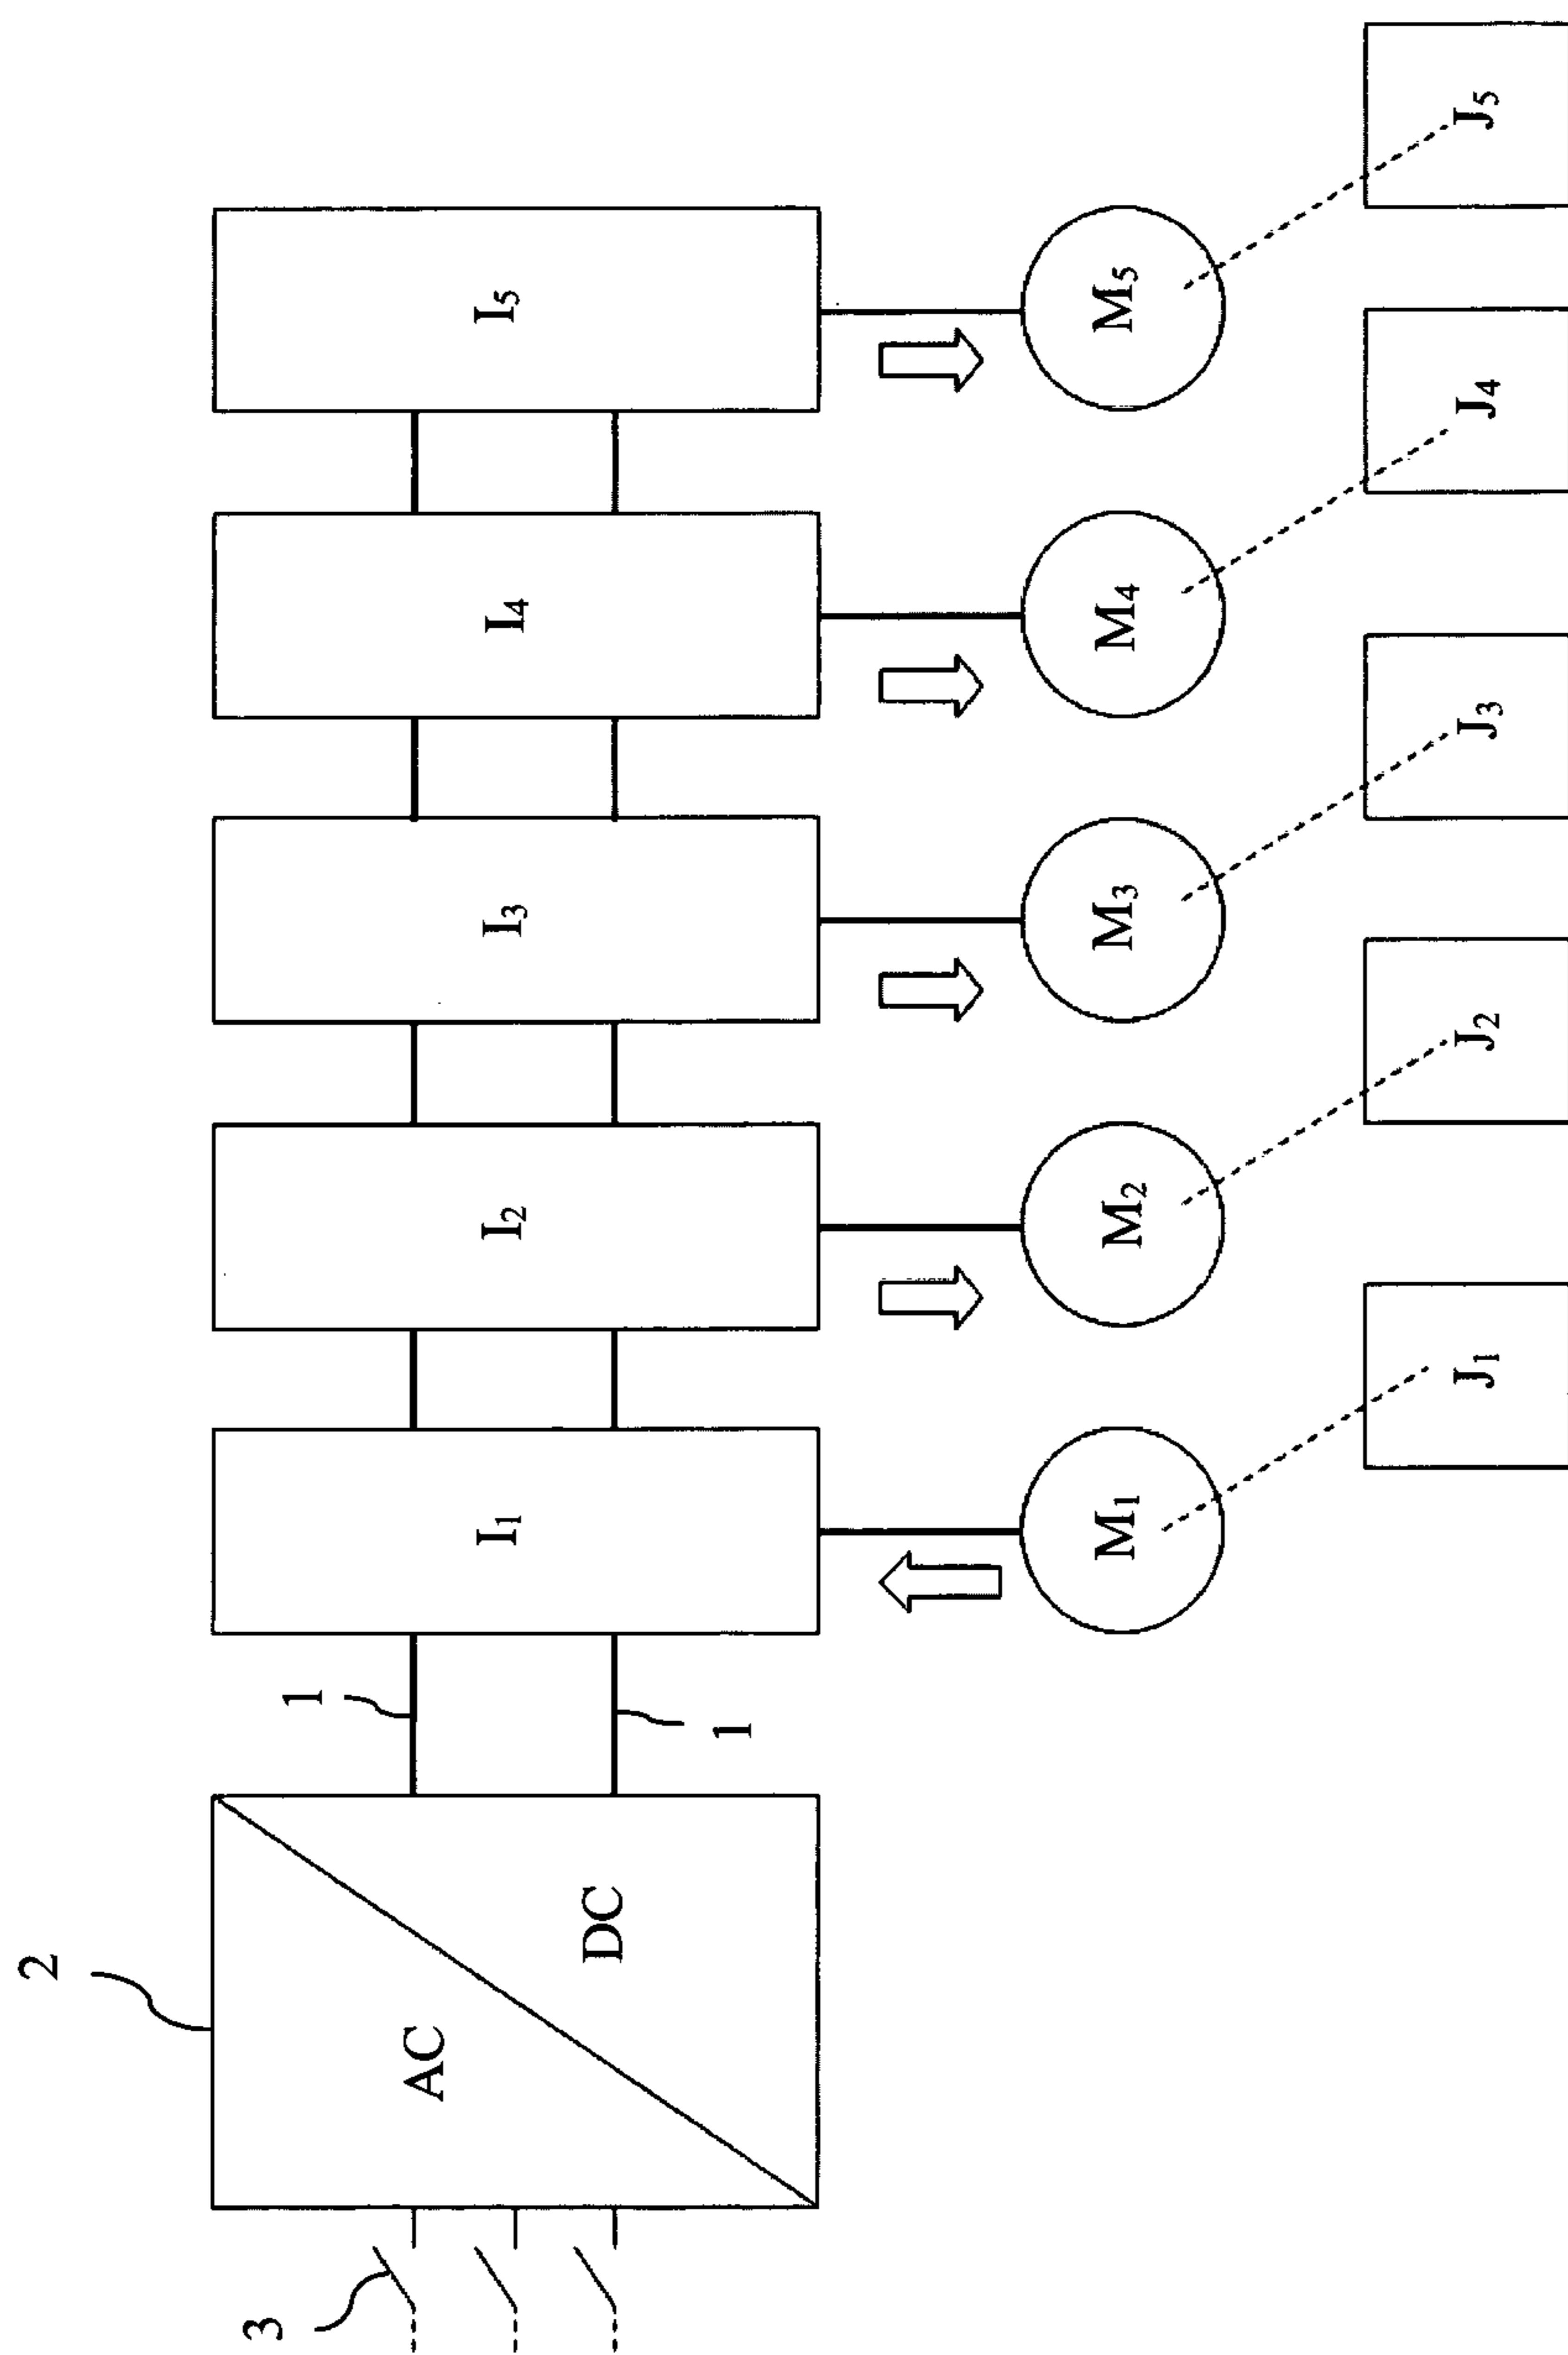 2
3
AC
DC
1
1
I₁
I₂
I₃
I₄
I₅
M₁
M₂
M₃
M₄
M₅
J₁
J₂
J₃
J₄
J₅